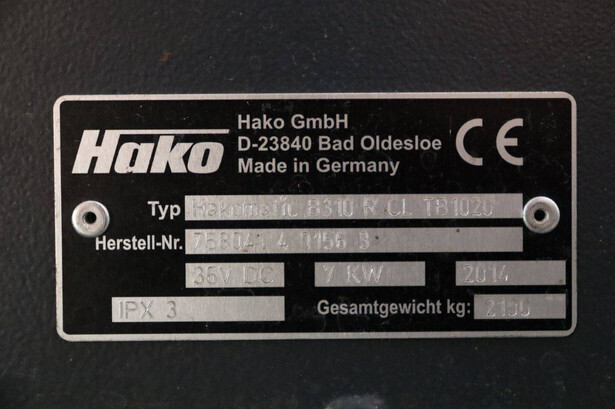 Hako
Hako GmbH
D-23840 Bad Oldesloe
Made in Germany
CE
Typ Hakomatic B310 R CL TB1020
Herstell-Nr.
36V DC 7 KW 2014
IPX 3 Gesamtgewicht kg: